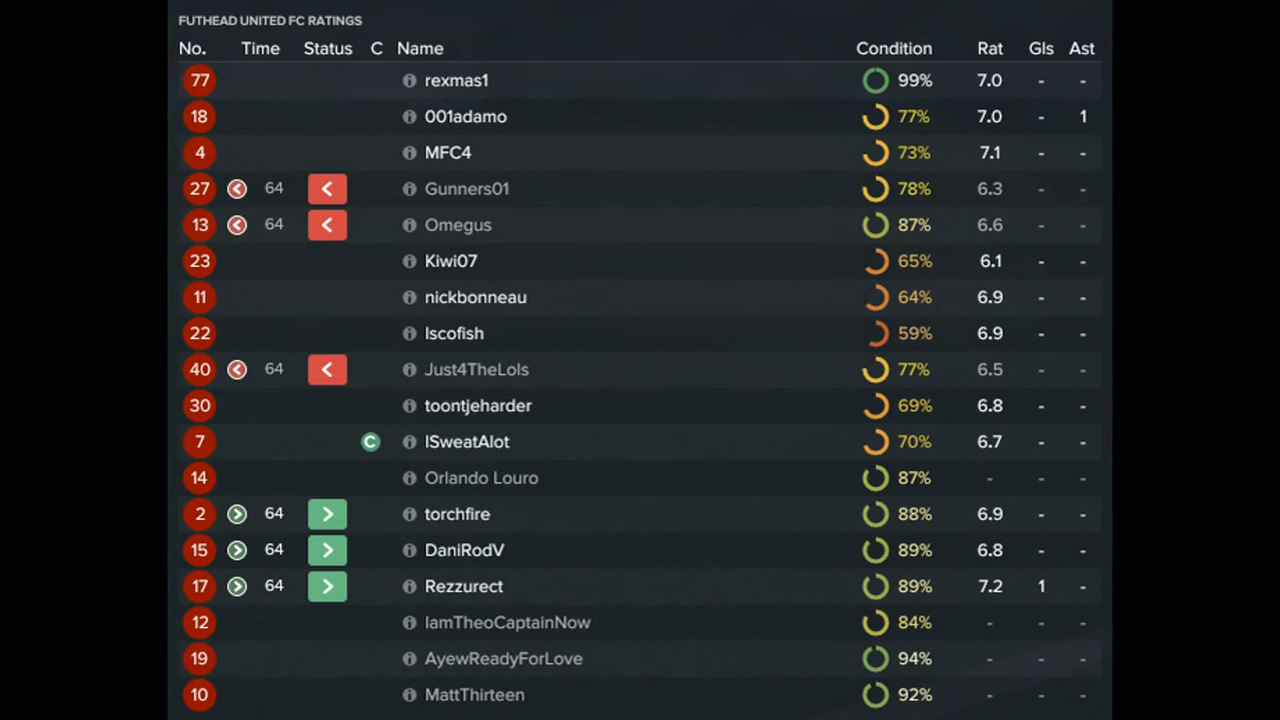 FUTHEAD UNITED FC RATINGS
No. Time Status C Name Condition Rat Gls Ast
77 rexmas1 99% 7.0 - -
18 001adamo 77% 7.0 - 1
4 MFC4 73% 7.1 - -
27 64 Gunners01 78% 6.3 - -
13 64 Omegus 87% 6.6 - -
23 Kiwi07 65% 6.1 - -
11 nickbonneau 64% 6.9 - -
22 Iscofish 59% 6.9 - -
40 64 Just4TheLols 77% 6.5 - -
30 toontjeharder 69% 6.8 - -
7 C ISweatAlot 70% 6.7 - -
14 Orlando Louro 87% - - -
2 64 torchfire 88% 6.9 - -
15 64 DaniRodV 89% 6.8 - -
17 64 Rezzurect 89% 7.2 1 -
12 IamTheoCaptainNow 84% - - -
19 AyewReadyForLove 94% - - -
10 MattThirteen 92% - - -